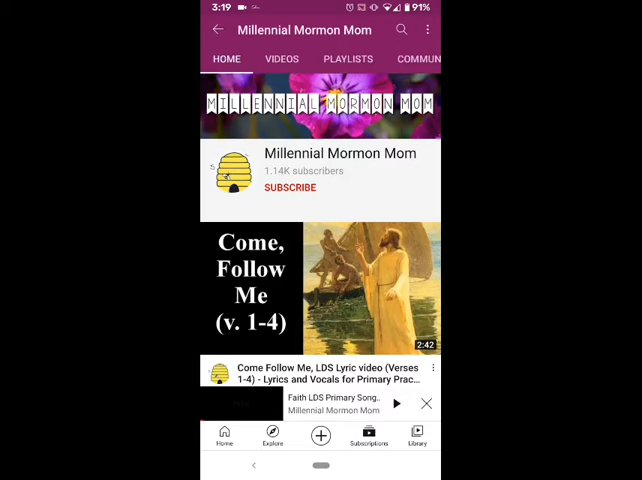 3:19
91%
Millennial Mormon Mom
HOME VIDEOS PLAYLISTS COMMUN
MILLENNIAL MORMON MOM
Millennial Mormon Mom
1.14K subscribers
SUBSCRIBE
Come,
Follow
Me
(v. 1-4)
2:42
Come Follow Me, LDS Lyric video (Verses
1-4) - Lyrics and Vocals for Primary Prac...
Faith LDS Primary Song..
Millennial Mormon Mom
Home Explore Subscriptions Library